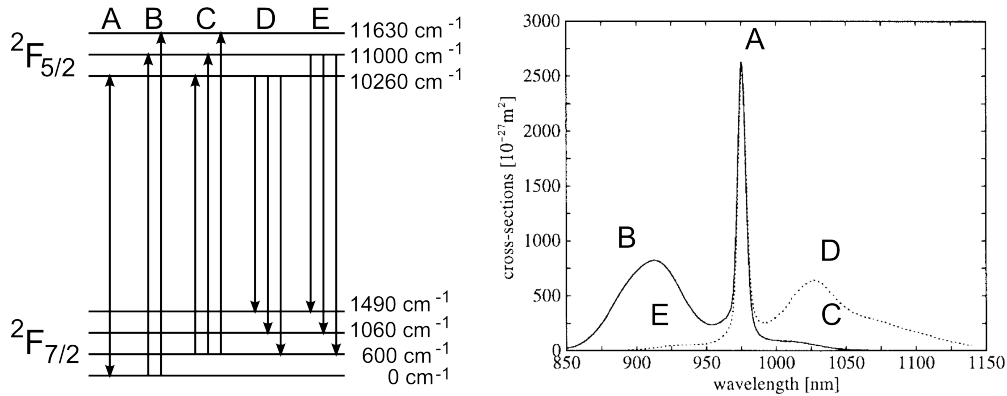 A B C D E
²F₅/₂
11630 cm⁻¹
11000 cm⁻¹
10260 cm⁻¹
²F₇/₂
1490 cm⁻¹
1060 cm⁻¹
600 cm⁻¹
0 cm⁻¹
cross-sections [10⁻²⁷m²]
3000
2500
2000
1500
1000
500
0
A
B
D
E
C
850 900 950 1000 1050 1100 1150
wavelength [nm]